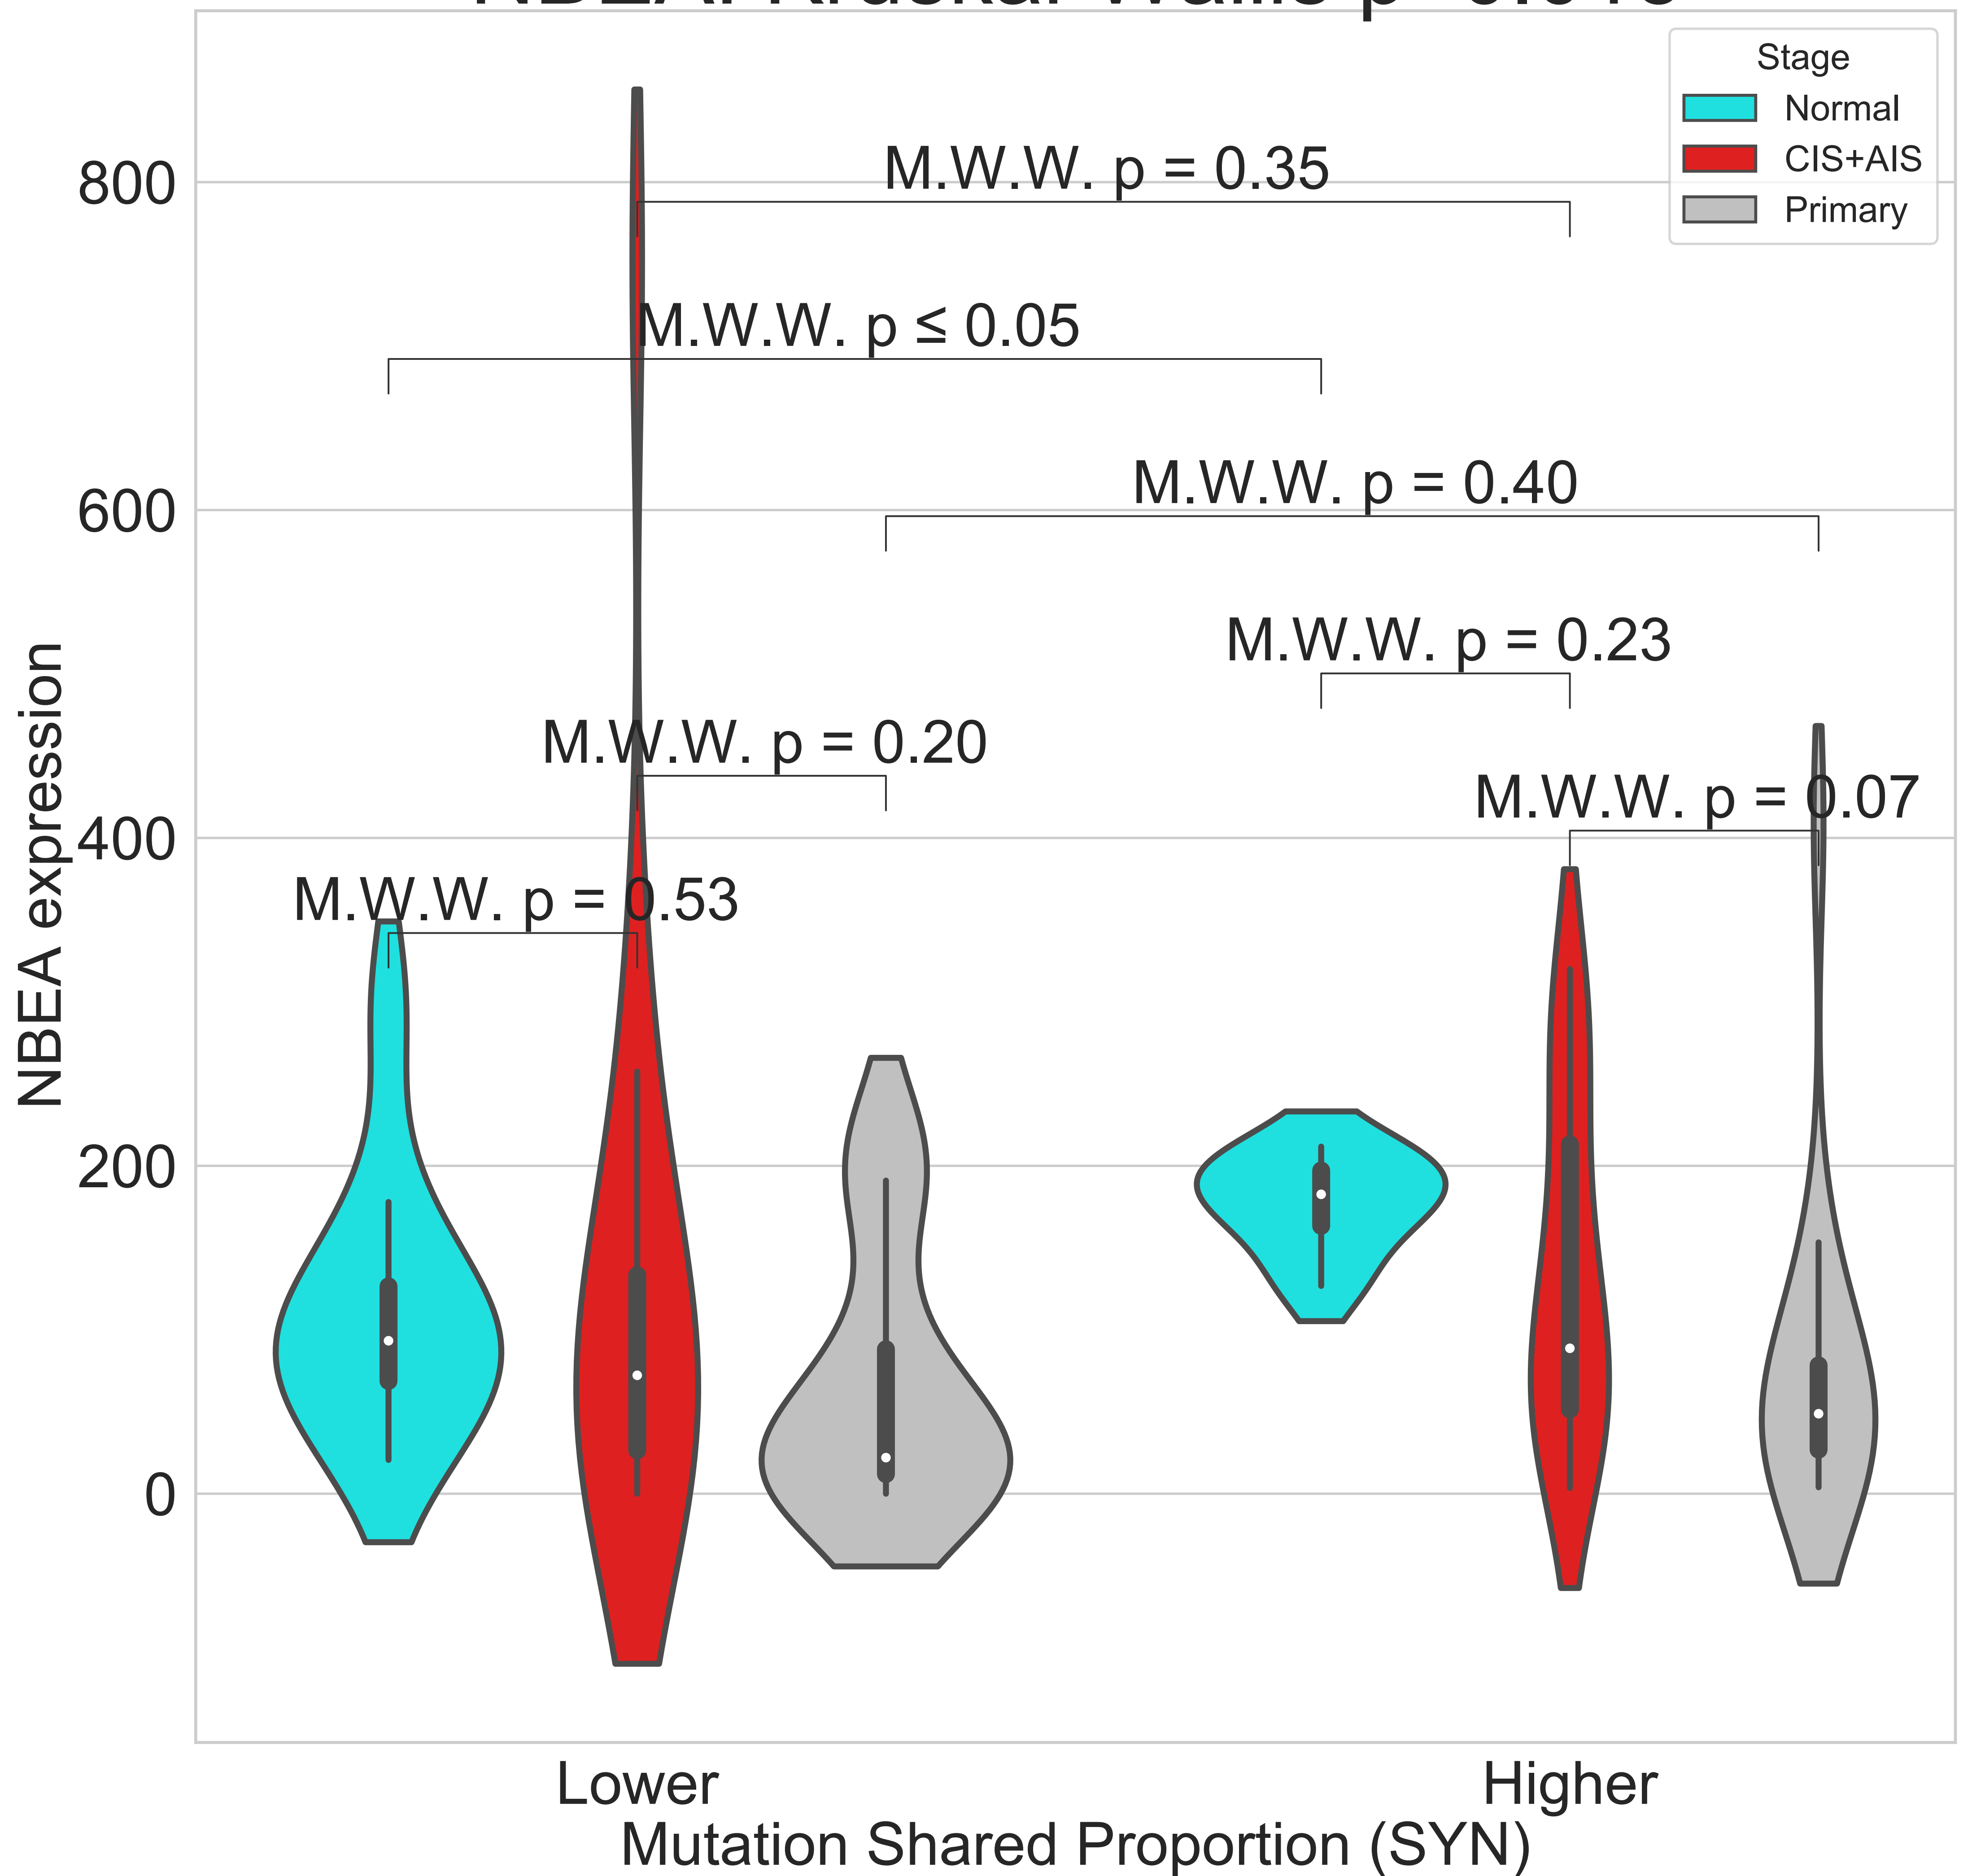 Stage
Normal
CIS+AIS
Primary
M.W.W. p = 0.35
M.W.W. p ≤ 0.05
M.W.W. p = 0.40
M.W.W. p = 0.23
M.W.W. p = 0.20
M.W.W. p = 0.07
M.W.W. p = 0.53
800
600
400
200
0
NBEA expression
Lower
Higher
Mutation Shared Proportion (SYN)